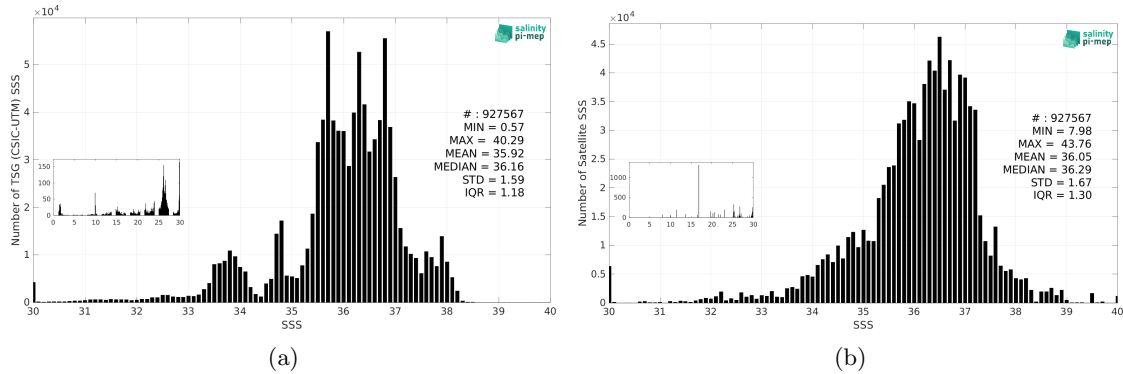 ×10^4
salinity
pi-mep
Number of TSG (CSIC-UTM) SSS
5
4
3
2
1
0
# : 927567
MIN = 0.57
MAX = 40.29
MEAN = 35.92
MEDIAN = 36.16
STD = 1.59
IQR = 1.18
150
100
50
0
0 5 10 15 20 25 30
30 31 32 33 34 35 36 37 38 39 40
SSS
(a)
×10^4
salinity
pi-mep
Number of Satellite SSS
4.5
4
3.5
3
2.5
2
1.5
1
0.5
0
# : 927567
MIN = 7.98
MAX = 43.76
MEAN = 36.05
MEDIAN = 36.29
STD = 1.67
IQR = 1.30
1000
500
0
0 5 10 15 20 25 30
30 31 32 33 34 35 36 37 38 39 40
SSS
(b)